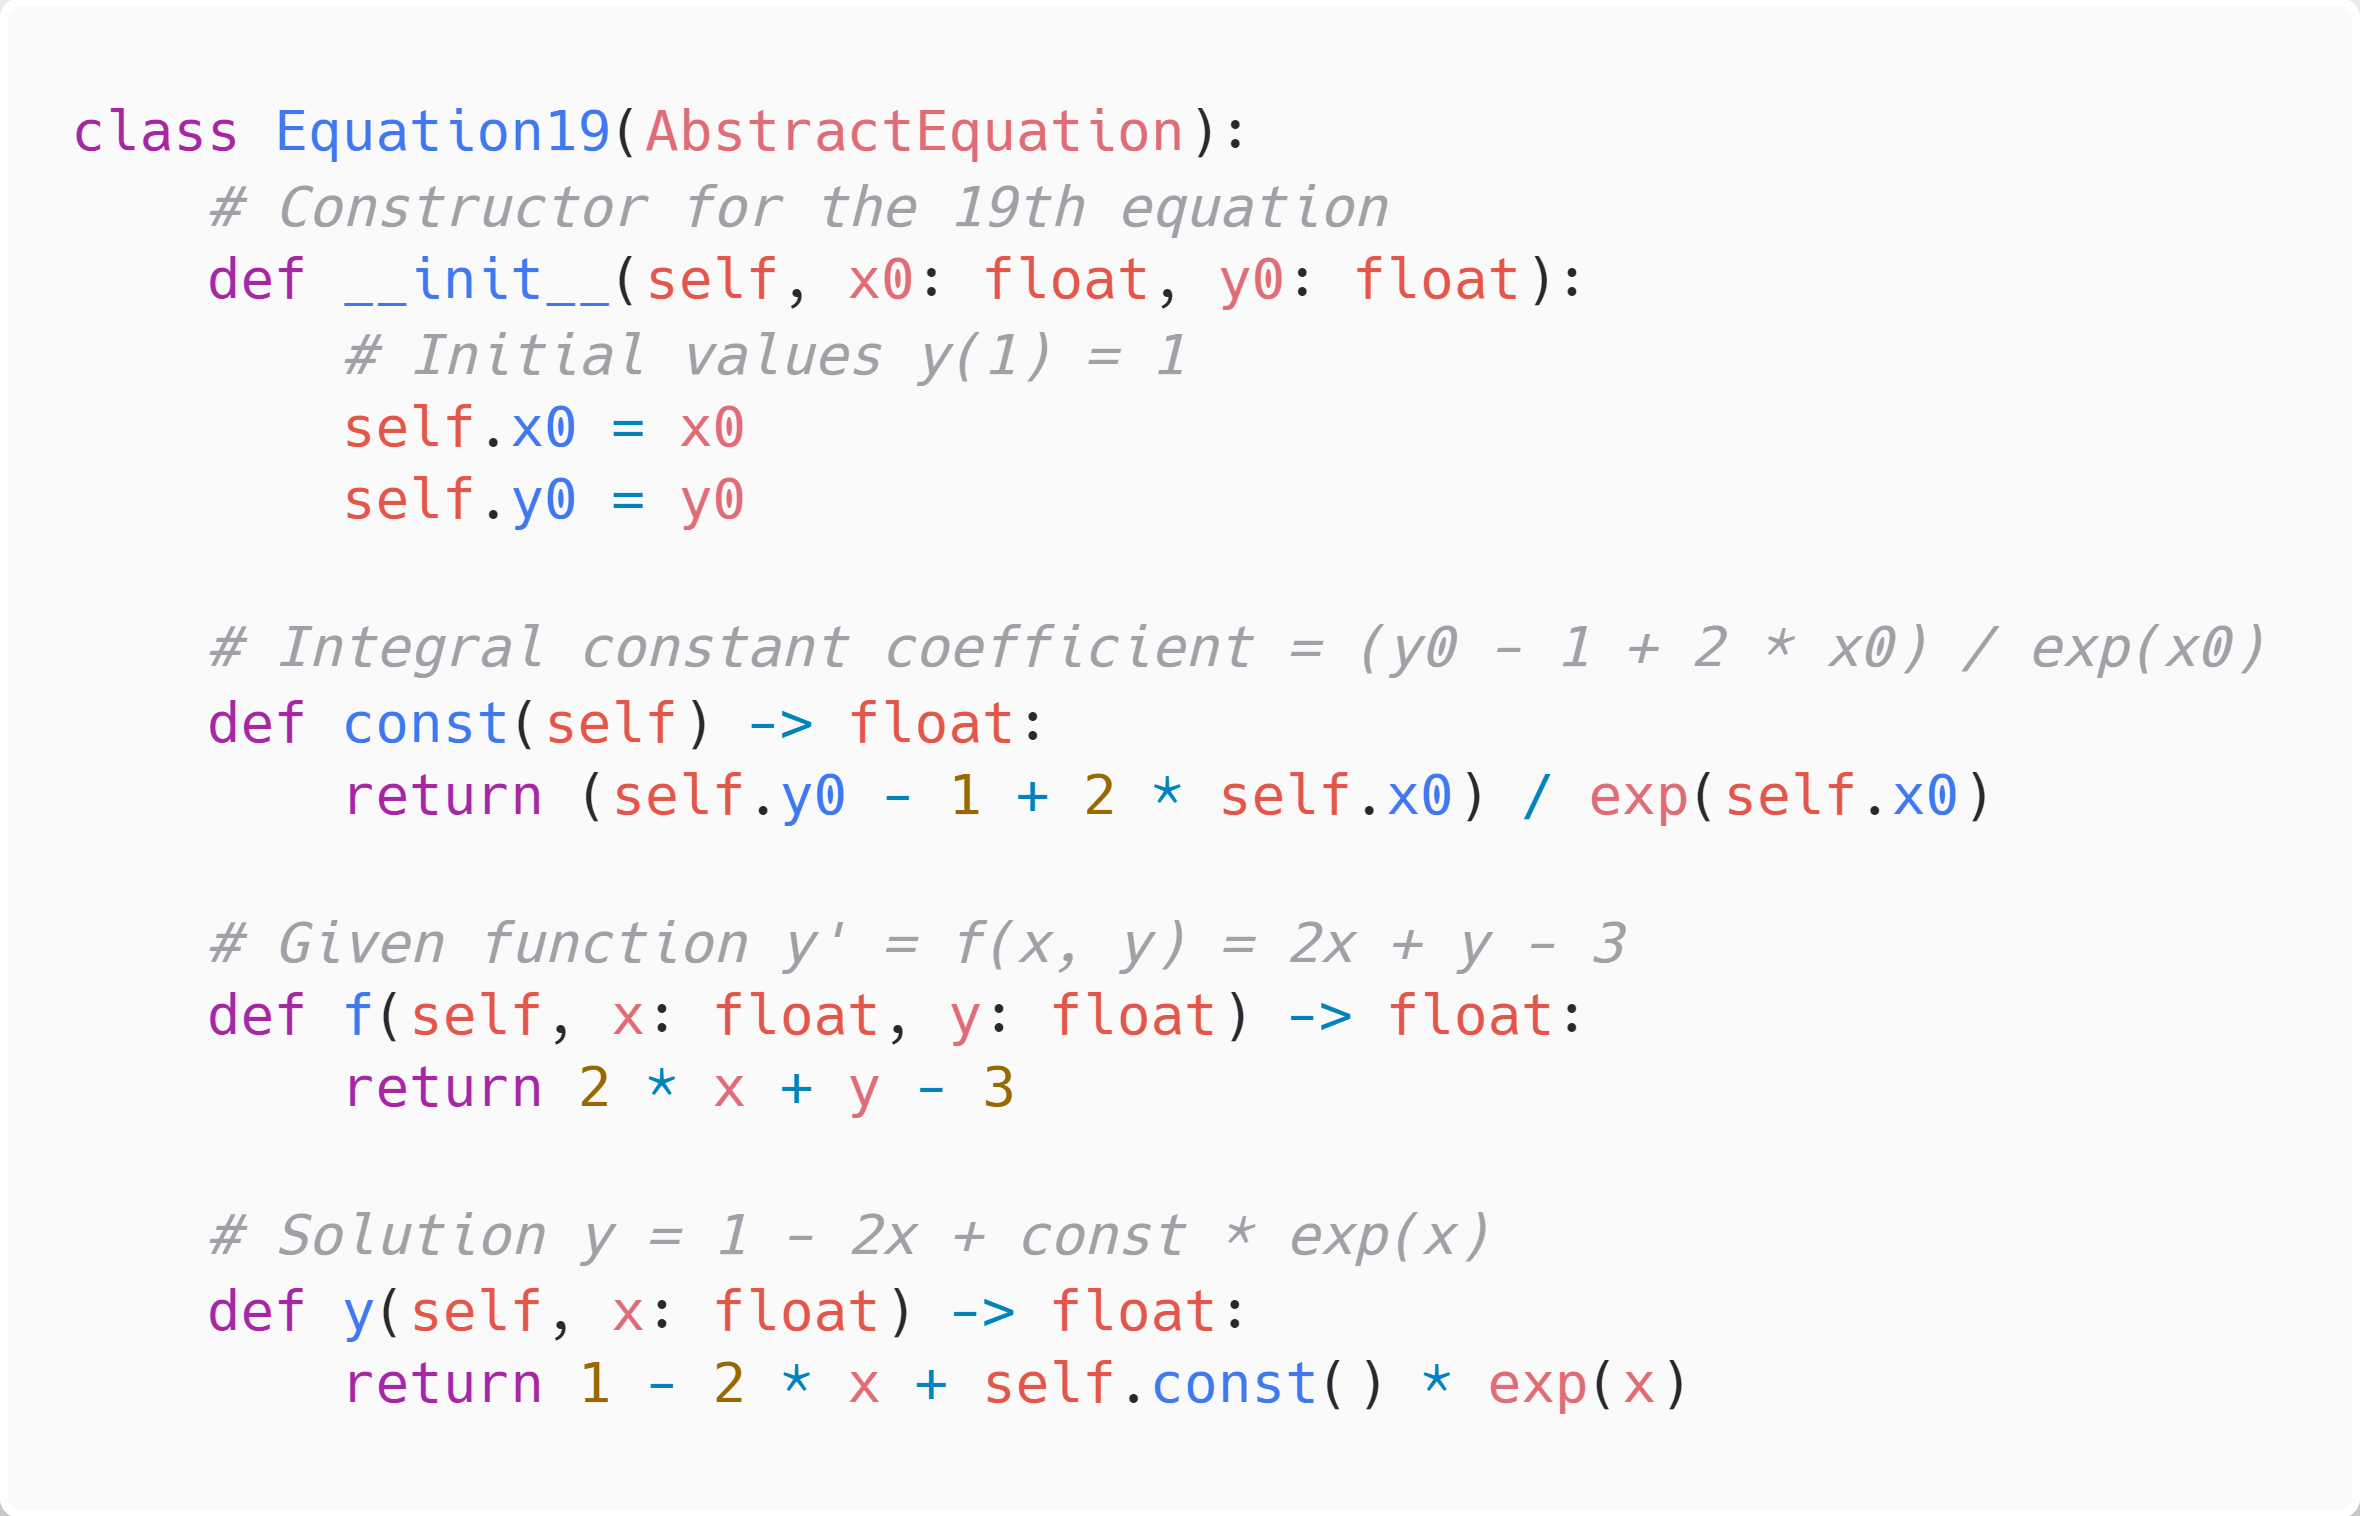 class Equation19(AbstractEquation):
    # Constructor for the 19th equation
    def __init__(self, x0: float, y0: float):
        # Initial values y(1) = 1
        self.x0 = x0
        self.y0 = y0

    # Integral constant coefficient = (y0 - 1 + 2 * x0) / exp(x0)
    def const(self) -> float:
        return (self.y0 - 1 + 2 * self.x0) / exp(self.x0)

    # Given function y' = f(x, y) = 2x + y - 3
    def f(self, x: float, y: float) -> float:
        return 2 * x + y - 3

    # Solution y = 1 - 2x + const * exp(x)
    def y(self, x: float) -> float:
        return 1 - 2 * x + self.const() * exp(x)